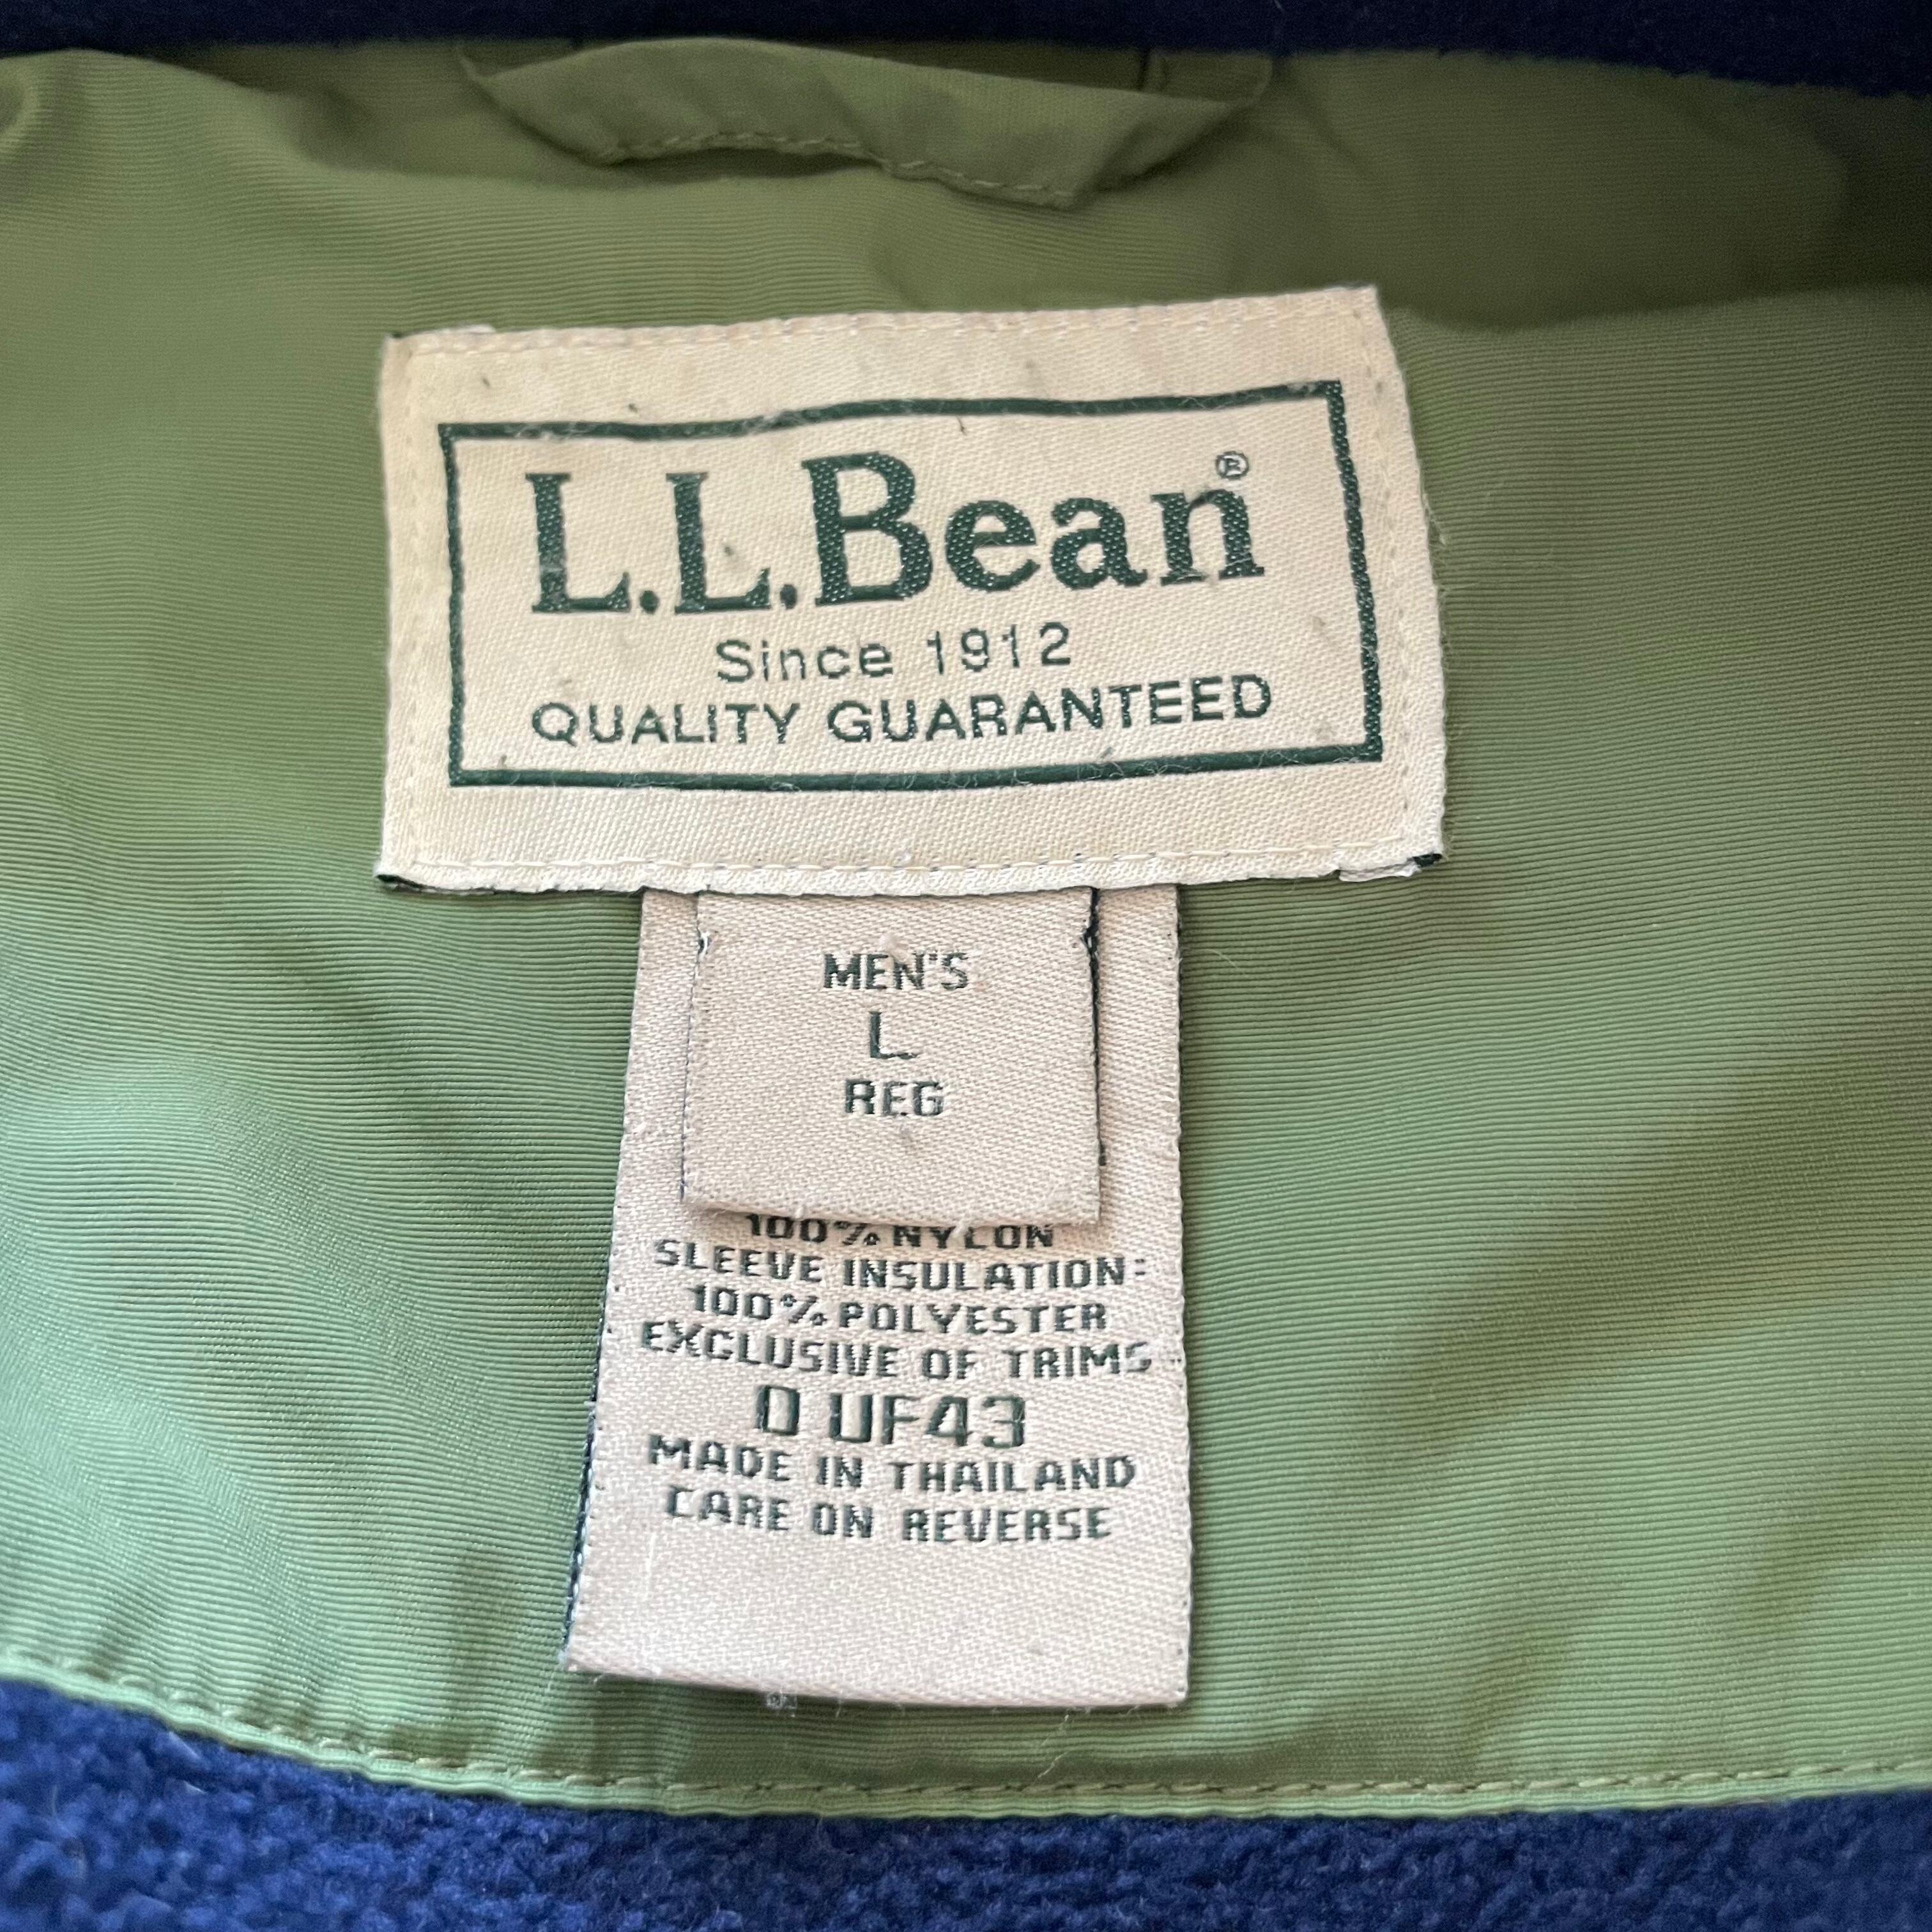 L.L.Bean®
Since 1912
QUALITY GUARANTEED
MEN'S
L
REG
100% NYLON
SLEEVE INSULATION:
100% POLYESTER
EXCLUSIVE OF TRIMS
0 UF43
MADE IN THAILAND
CARE ON REVERSE